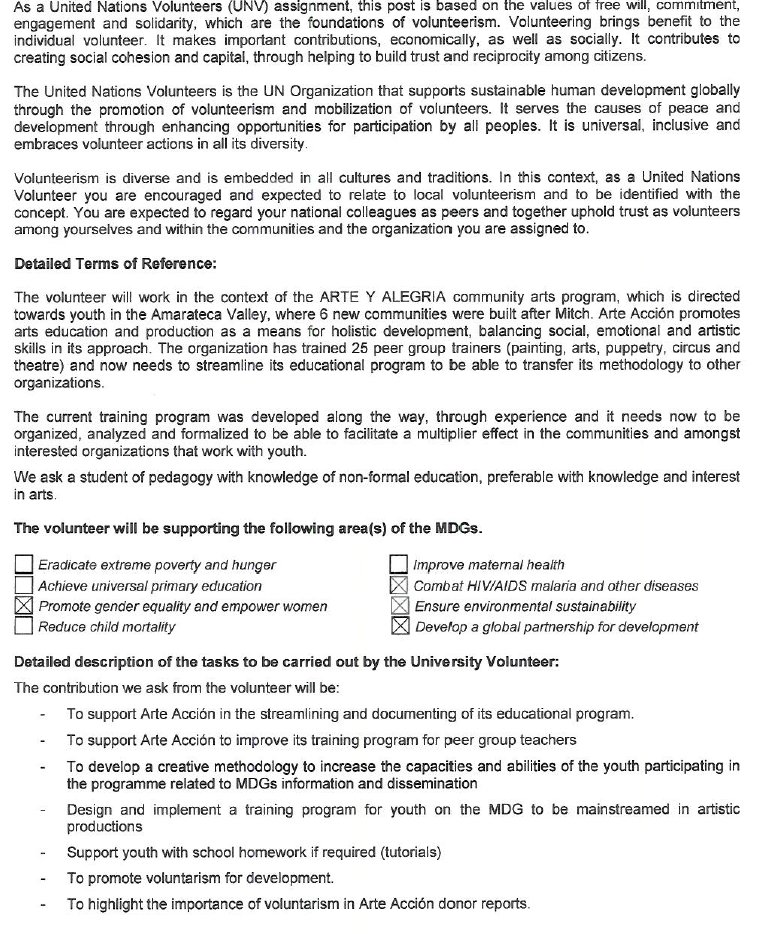 As a United Nations Volunteers (UNV) assignment, this post is based on the values of free will, commitment,
engagement and solidarity, which are the foundations of volunteerism. Volunteering brings benefit to the
individual volunteer. It makes important contributions, economically, as well as socially. It contributes to
creating social cohesion and capital, through helping to build trust and reciprocity among citizens.
The United Nations Volunteers is the UN Organization that supports sustainable human development globally
through the promotion of volunteerism and mobilization of volunteers. It serves the causes of peace and
development through enhancing opportunities for participation by all peoples. It is universal, inclusive and
embraces volunteer actions in all its diversity.
Volunteerism is diverse and is embedded in all cultures and traditions. In this context, as a United Nations
Volunteer you are encouraged and expected to relate to local volunteerism and to be identified with the
concept. You are expected to regard your national colleagues as peers and together uphold trust as volunteers
among yourselves and within the communities and the organization you are assigned to.
Detailed Terms of Reference:
The volunteer will work in the context of the ARTE Y ALEGRIA community arts program, which is directed
towards youth in the Amarateca Valley, where 6 new communities were built after Mitch. Arte Acción promotes
arts education and production as a means for holistic development, balancing social, emotional and artistic
skills in its approach. The organization has trained 25 peer group trainers (painting, arts, puppetry, circus and
theatre) and now needs to streamline its educational program to be able to transfer its methodology to other
organizations.
The current training program was developed along the way, through experience and it needs now to be
organized, analyzed and formalized to be able to facilitate a multiplier effect in the communities and amongst
interested organizations that work with youth.
We ask a student of pedagogy with knowledge of non-formal education, preferable with knowledge and interest
in arts.
The volunteer will be supporting the following area(s) of the MDGs.
☐ Eradicate extreme poverty and hunger
☐ Achieve universal primary education
☒ Promote gender equality and empower women
☐ Reduce child mortality
☐ Improve maternal health
☒ Combat HIV/AIDS malaria and other diseases
☒ Ensure environmental sustainability
☒ Develop a global partnership for development
Detailed description of the tasks to be carried out by the University Volunteer:
The contribution we ask from the volunteer will be:
- To support Arte Acción in the streamlining and documenting of its educational program.
- To support Arte Acción to improve its training program for peer group teachers
- To develop a creative methodology to increase the capacities and abilities of the youth participating in
the programme related to MDGs information and dissemination
- Design and implement a training program for youth on the MDG to be mainstreamed in artistic
productions
- Support youth with school homework if required (tutorials)
- To promote voluntarism for development.
- To highlight the importance of voluntarism in Arte Acción donor reports.